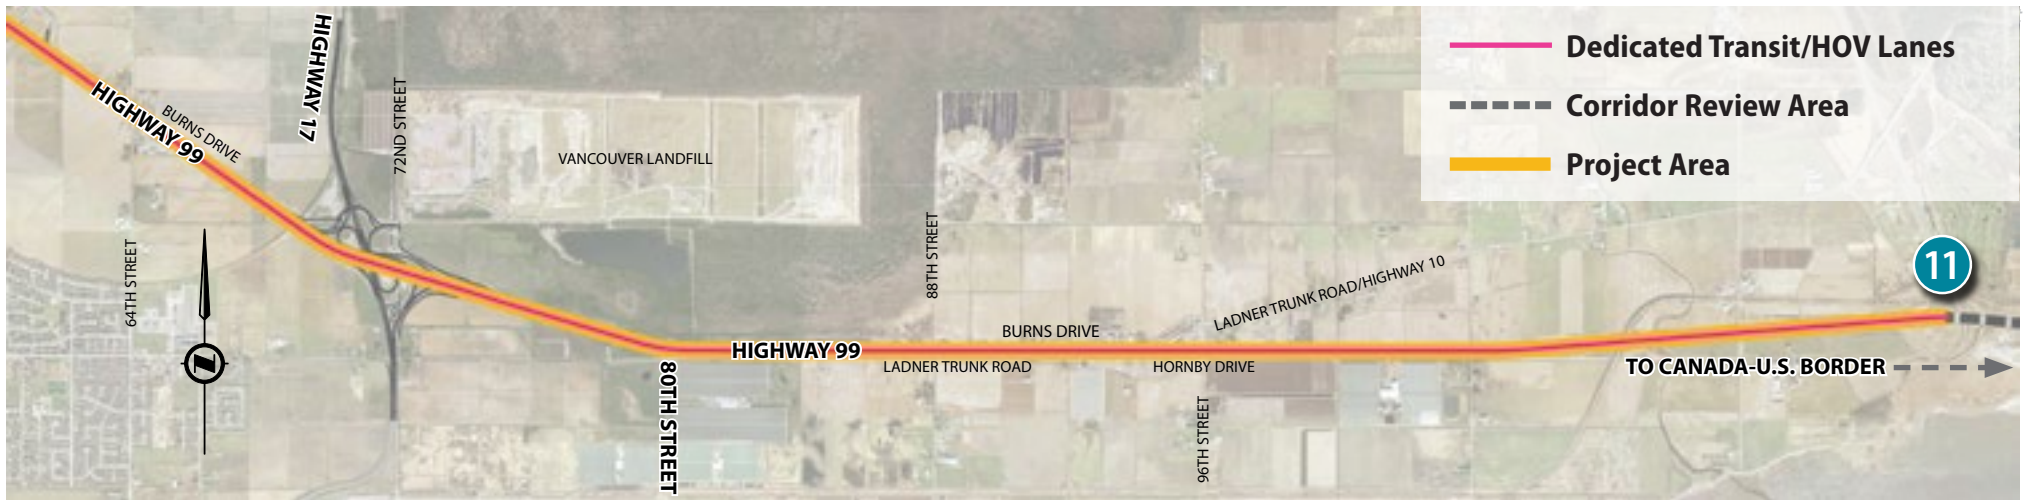 HIGHWAY 17
HIGHWAY 99
BURNS DRIVE
72ND STREET
VANCOUVER LANDFILL
Dedicated Transit/HOV Lanes
Corridor Review Area
Project Area
64TH STREET
88TH STREET
LADNER TRUNK ROAD/HIGHWAY 10
11
BURNS DRIVE
HIGHWAY 99
LADNER TRUNK ROAD
HORNBY DRIVE
TO CANADA-U.S. BORDER
80TH STREET
96TH STREET
N